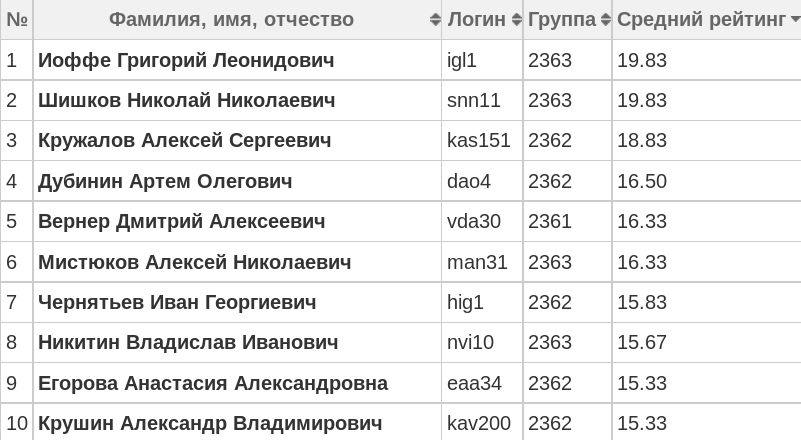 № Фамилия, имя, отчество Логин Группа Средний рейтинг
1 Иоффе Григорий Леонидович igl1 2363 19.83
2 Шишков Николай Николаевич snn11 2363 19.83
3 Кружалов Алексей Сергеевич kas151 2362 18.83
4 Дубинин Артем Олегович dao4 2362 16.50
5 Вернер Дмитрий Алексеевич vda30 2361 16.33
6 Мистюков Алексей Николаевич man31 2363 16.33
7 Чернятьев Иван Георгиевич hig1 2362 15.83
8 Никитин Владислав Иванович nvi10 2363 15.67
9 Егорова Анастасия Александровна eaa34 2362 15.33
10 Крушин Александр Владимирович kav200 2362 15.33